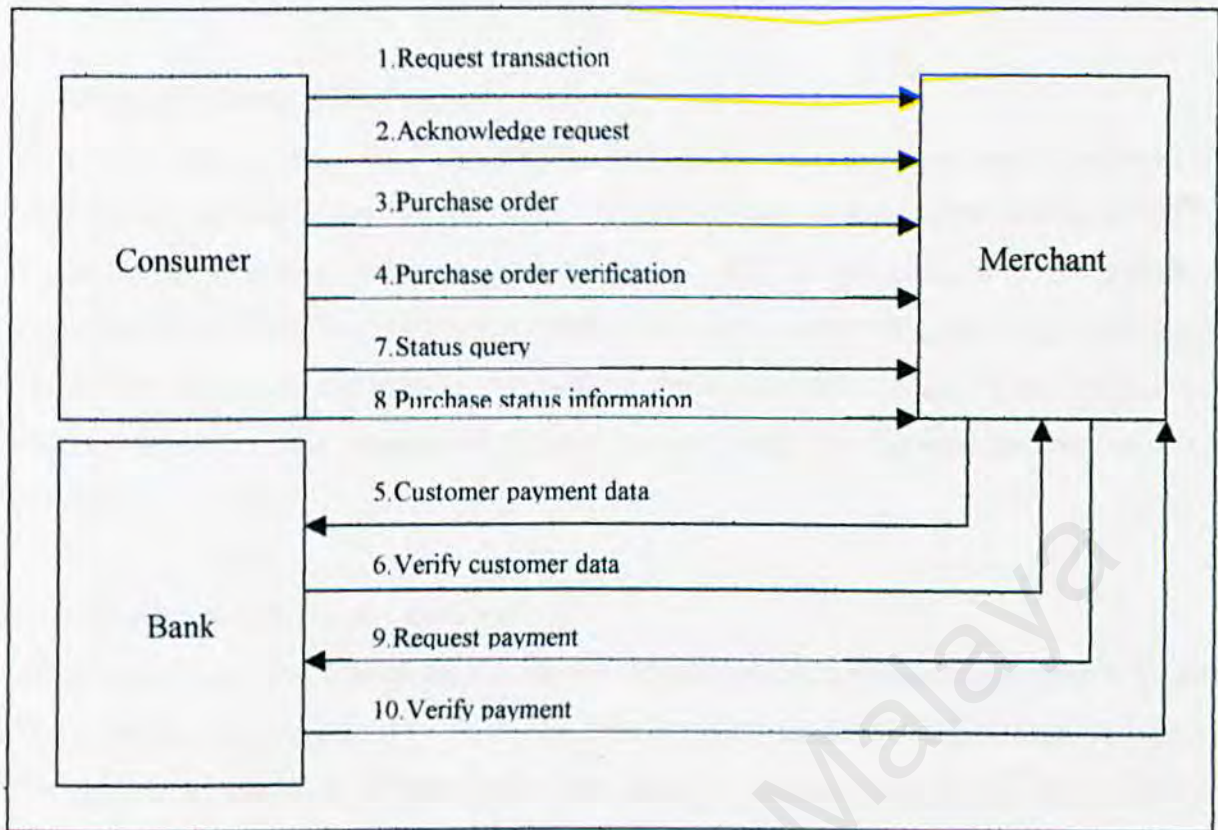 1.Request transaction
2.Acknowledge request
3.Purchase order
Consumer
Merchant
4.Purchase order verification
7.Status query
8 Purchase status information
5.Customer payment data
6.Verify customer data
Bank
9.Request payment
10.Verify payment
Malaya